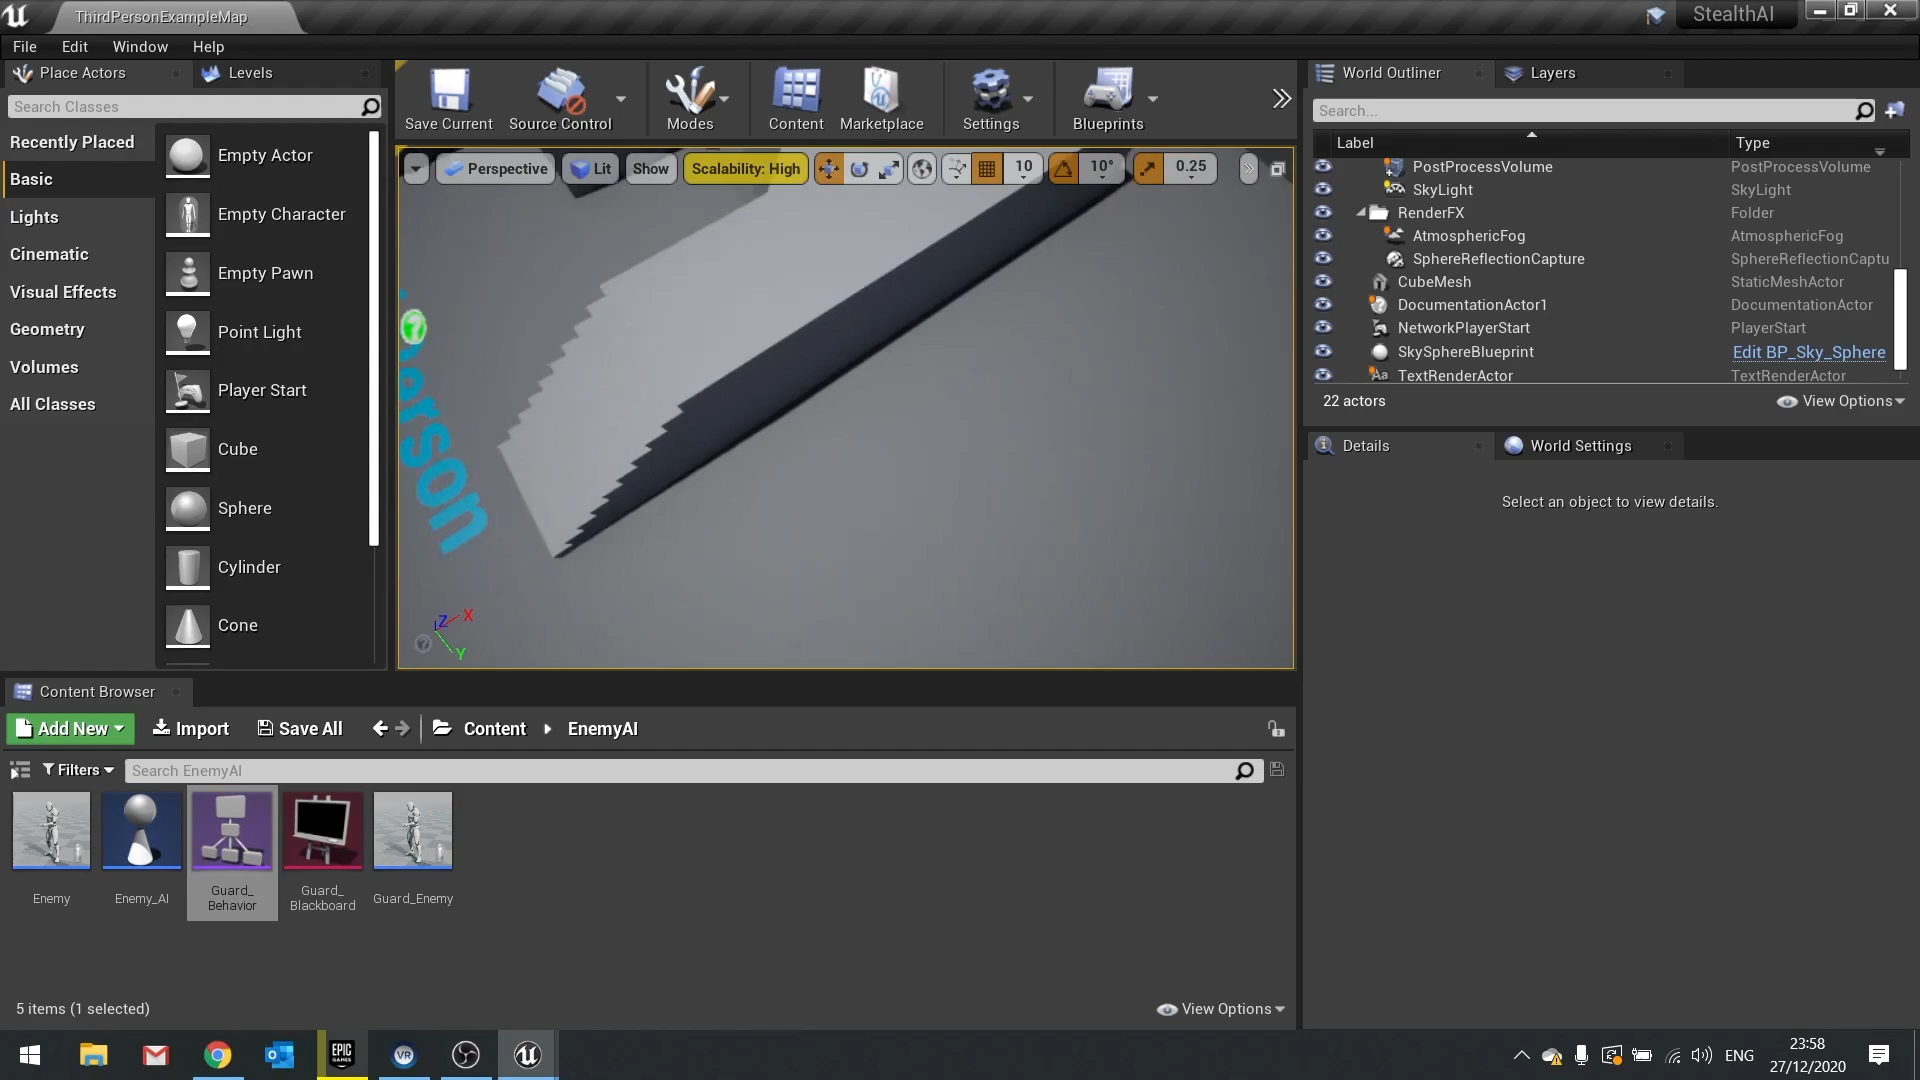 ThirdPersonExampleMap
StealthAI
File Edit Window Help
Place Actors
Levels
Search Classes
Recently Placed
Basic
Lights
Cinematic
Visual Effects
Geometry
Volumes
All Classes
Empty Actor
Empty Character
Empty Pawn
Point Light
Player Start
Cube
Sphere
Cylinder
Cone
Save Current
Source Control
Modes
Content
Marketplace
Settings
Blueprints
Perspective
Lit
Show
Scalability: High
10
10°
0.25
erson
X
Z
Y
World Outliner
Layers
Search...
Label Type
PostProcessVolume PostProcessVolume
SkyLight SkyLight
RenderFX Folder
AtmosphericFog AtmosphericFog
SphereReflectionCapture SphereReflectionCaptu
CubeMesh StaticMeshActor
DocumentationActor1 DocumentationActor
NetworkPlayerStart PlayerStart
SkySphereBlueprint Edit BP_Sky_Sphere
TextRenderActor TextRenderActor
22 actors
View Options
Details
World Settings
Select an object to view details.
Content Browser
Add New
Import
Save All
Content
EnemyAI
Filters
Search EnemyAI
Enemy
Enemy_AI
Guard_
Behavior
Guard_
Blackboard
Guard_Enemy
5 items (1 selected)
View Options
EPIC
GAMES
VR
ENG
23:58
27/12/2020